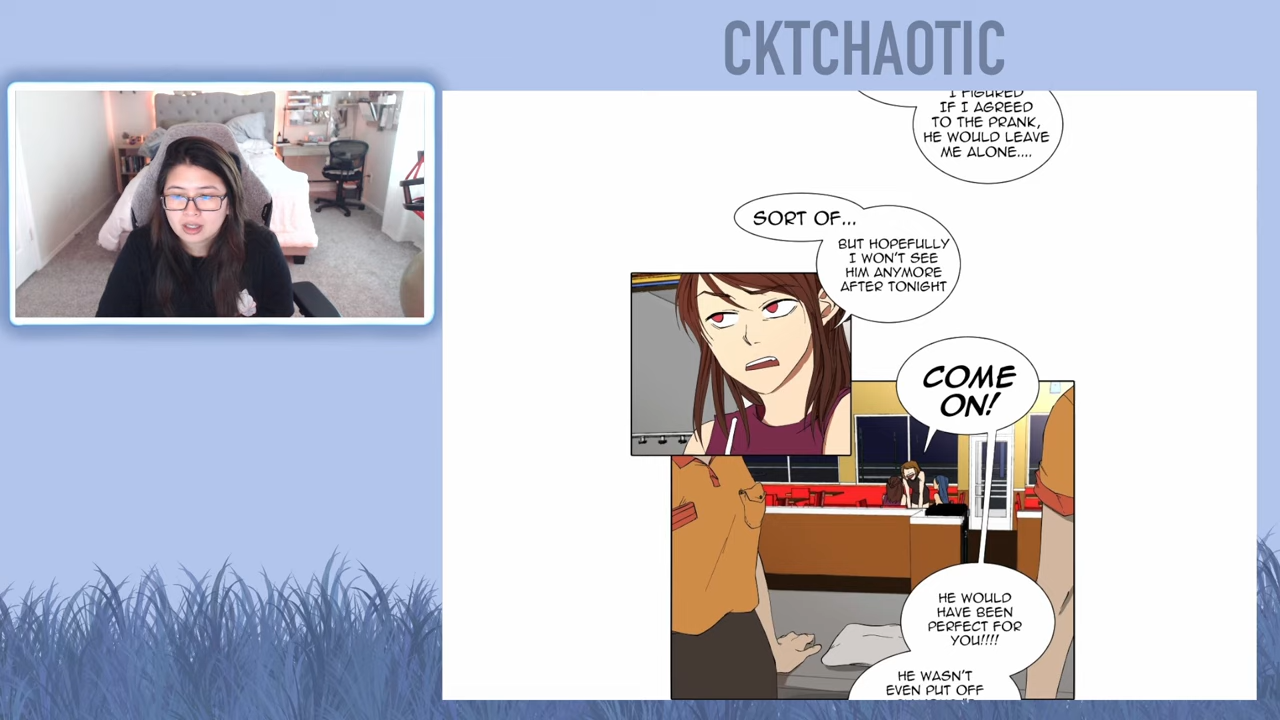 CKTCHAOTIC
I FIGURED
IF I AGREED
TO THE PRANK,
HE WOULD LEAVE
ME ALONE....
SORT OF...
BUT HOPEFULLY
I WON'T SEE
HIM ANYMORE
AFTER TONIGHT
COME
ON!
HE WOULD
HAVE BEEN
PERFECT FOR
YOU!!!!
HE WASN'T
EVEN PUT OFF